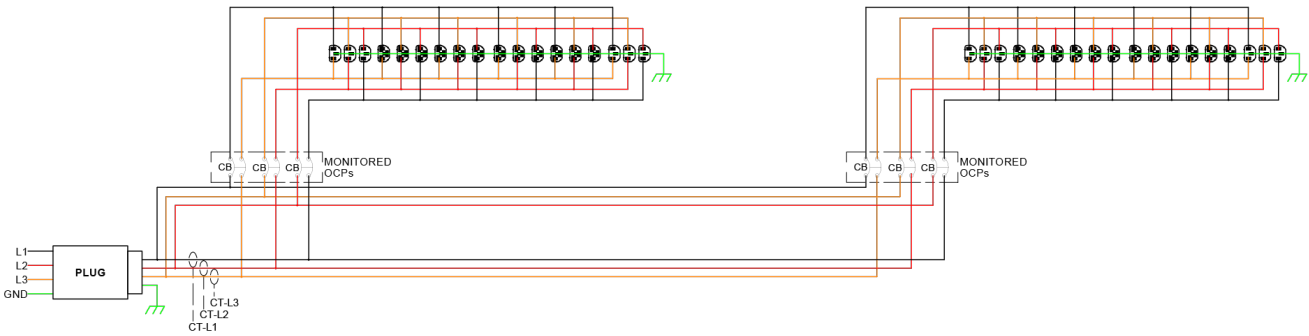 CB
CB
CB
MONITORED
OCPs
CB
CB
CB
MONITORED
OCPs
L1
L2
L3
GND
PLUG
CT-L3
CT-L2
CT-L1